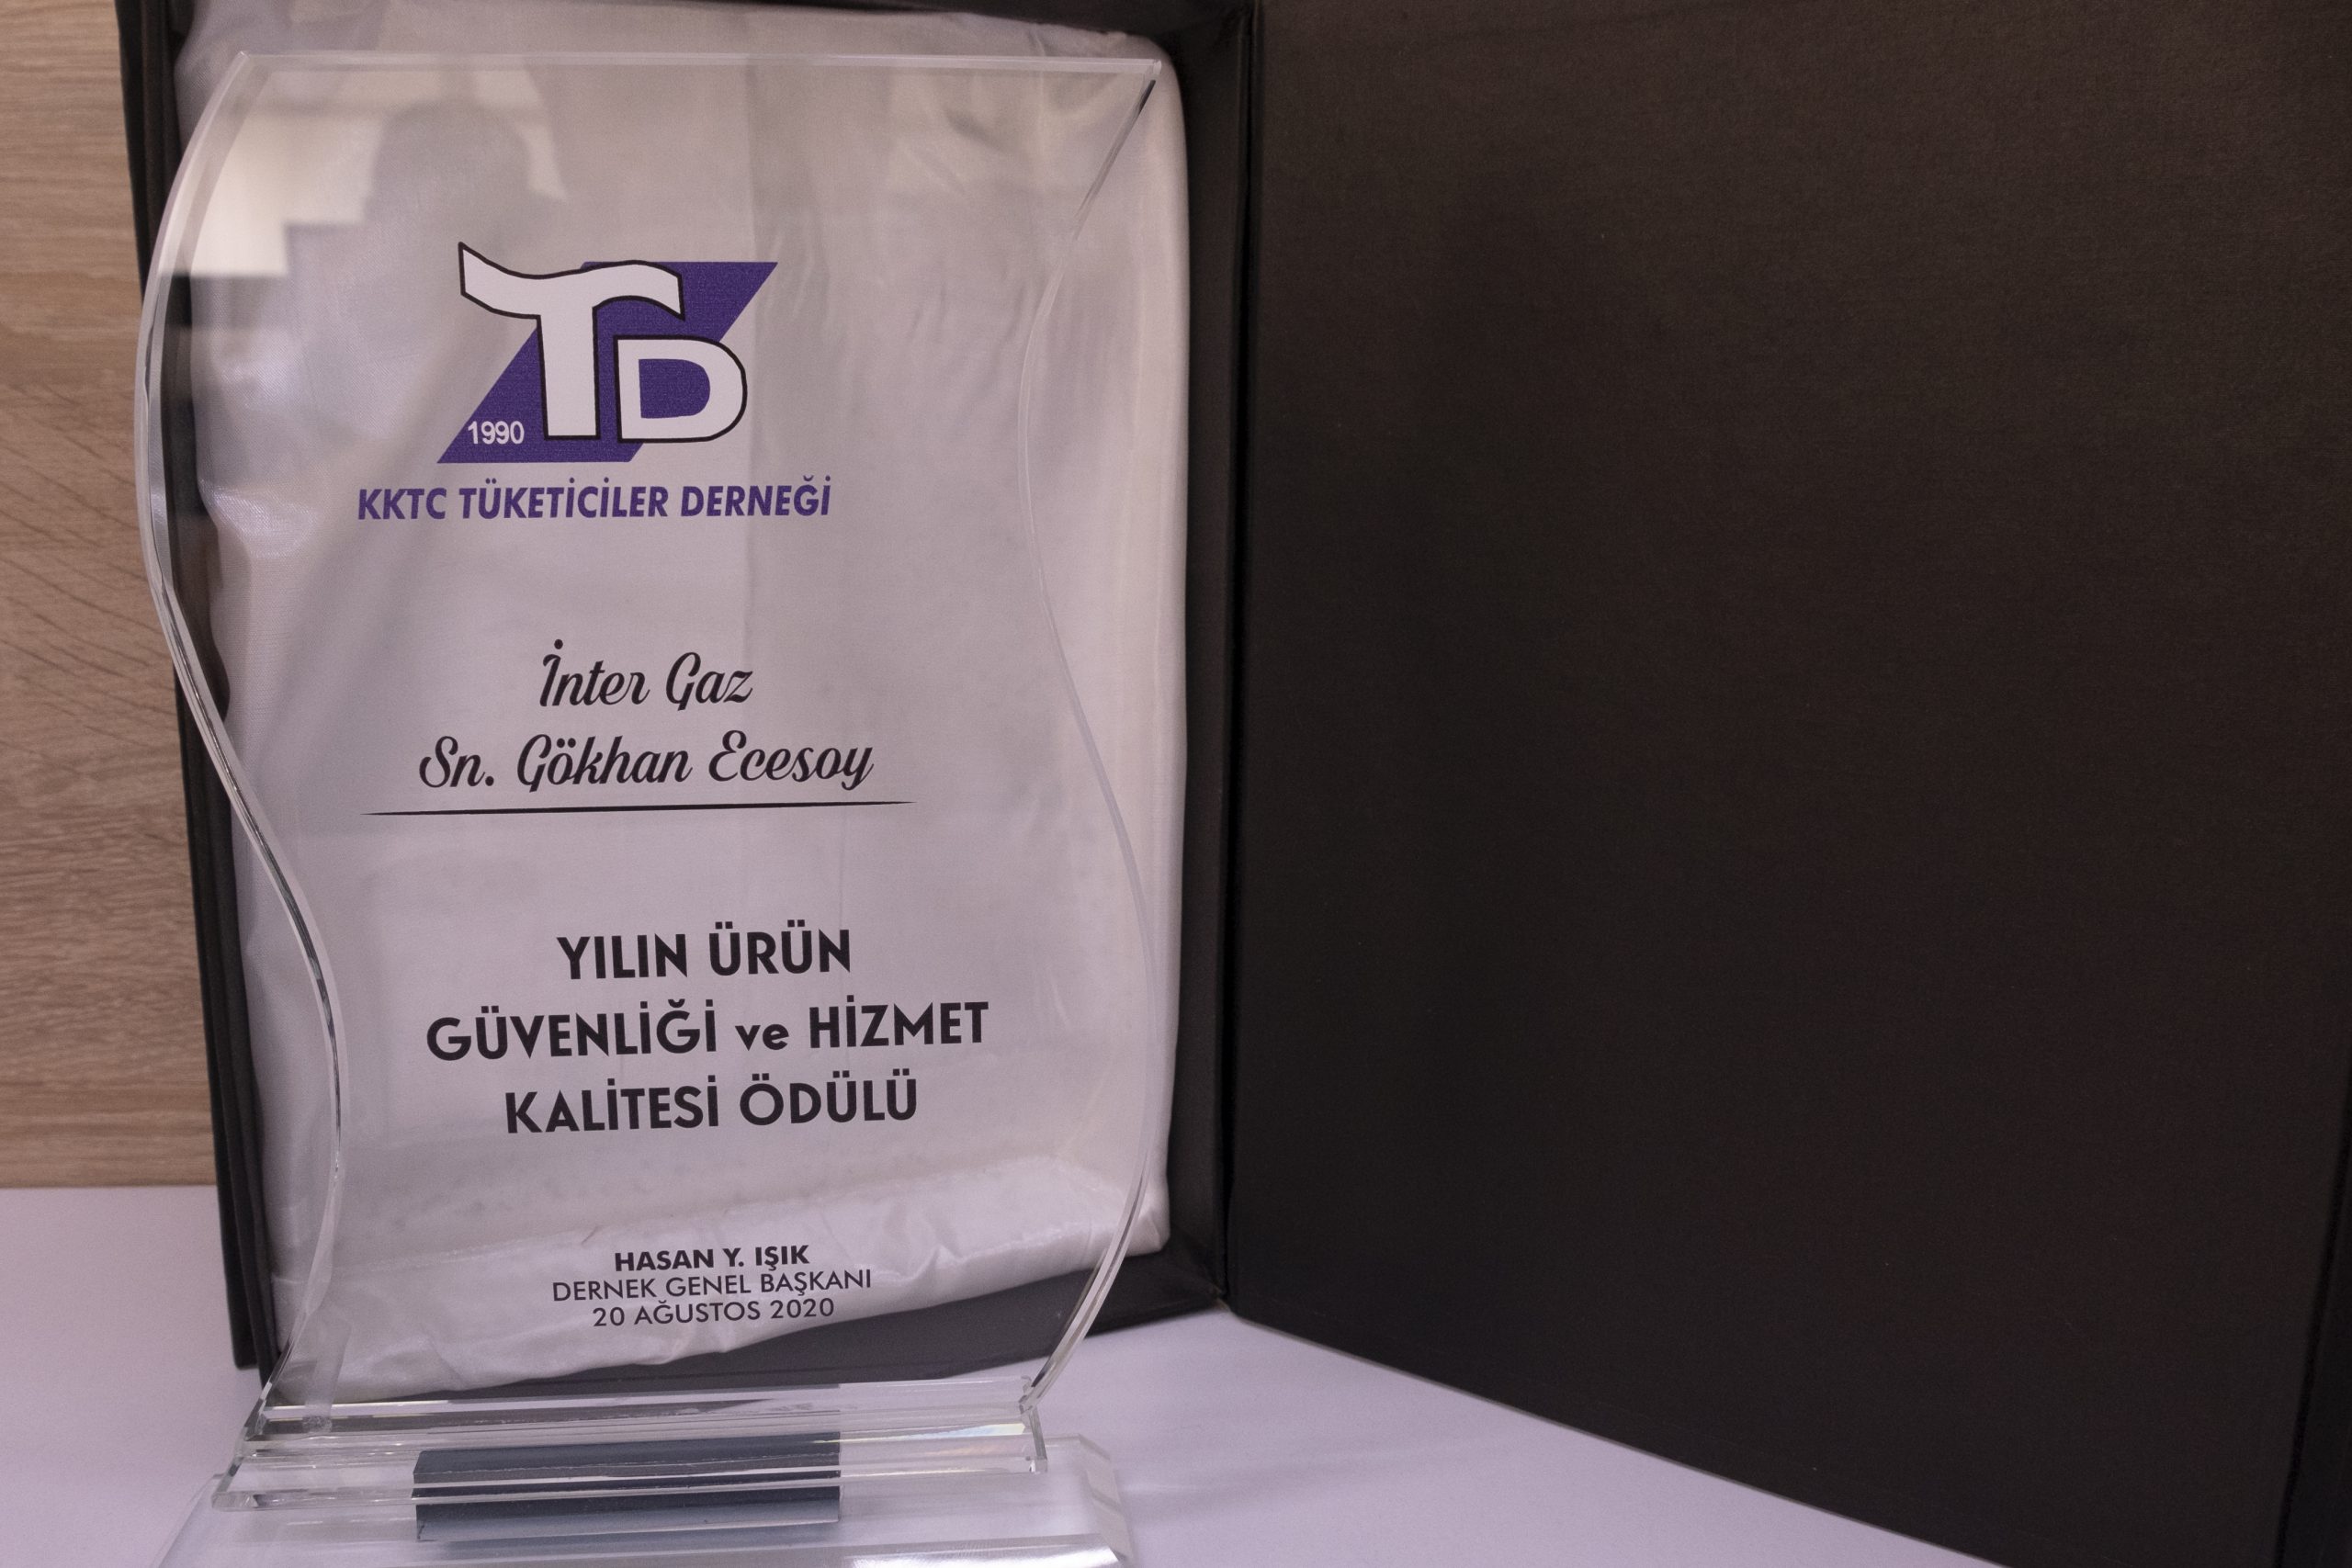 TD
1990
KKTC TÜKETİCİLER DERNEĞİ
İnter Gaz
Sn. Gökhan Ecesoy
YILIN ÜRÜN
GÜVENLİĞİ ve HİZMET
KALİTESİ ÖDÜLÜ
HASAN Y. IŞIK
DERNEK GENEL BAŞKANI
20 AĞUSTOS 2020